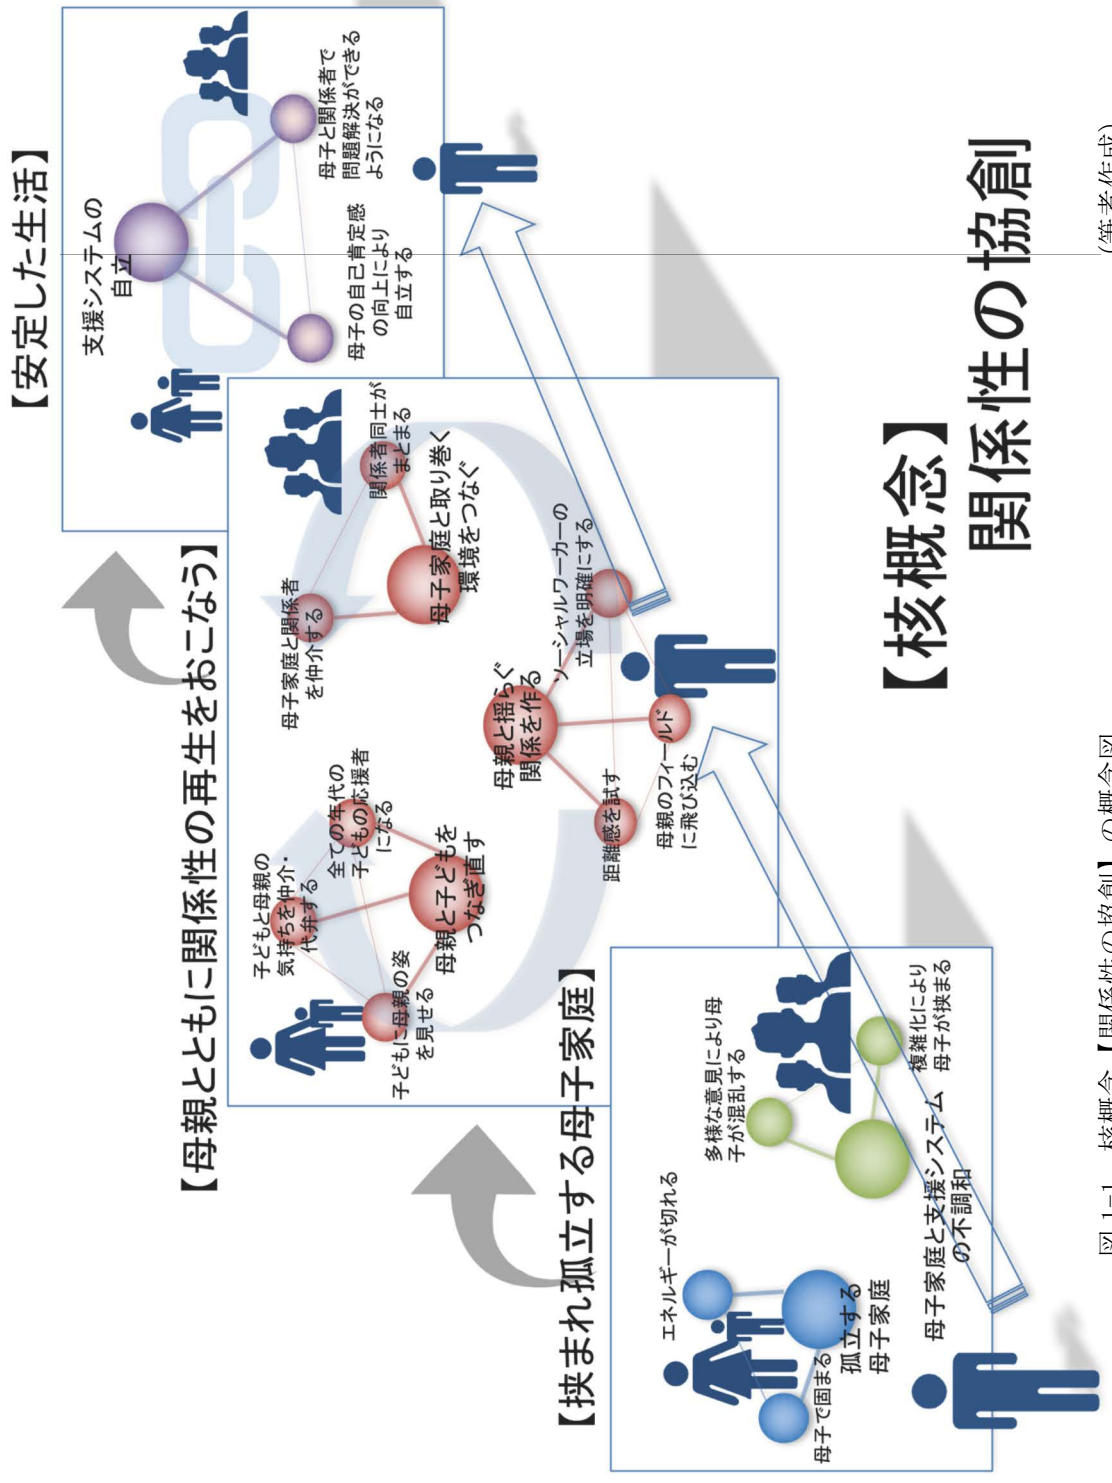 【安定した生活】
支援システムの
自立
母子の自己肯定感
の向上により
自立する
母子と関係者で
問題解決ができる
ようになる
【母親とともに関係性の再生をおこなう】
子どもと母親の
気持ちを仲介・
代弁する
全ての年代の
子どもの応援者
になる
子どもに母親の姿
を見せる
母親と子どもを
つなぎ直す
母子家庭と関係者
を仲介する
関係者同士が
まとまる
母子家庭と取り巻く
環境をつなぐ
母親と揺らぐ
関係を作る
ソーシャルワーカーの
立場を明確にする
距離感を試す
母親のフィールド
に飛び込む
【挟まれ孤立する母子家庭】
エネルギーが切れる
母子で固まる
孤立する
母子家庭
多様な意見により母
子が混乱する
複雑化により
母子が挟まる
母子家庭と支援システム
の不調和
【核概念】
関係性の協創
図 1-1 核概念【関係性の協創】の概念図
(筆者作成)